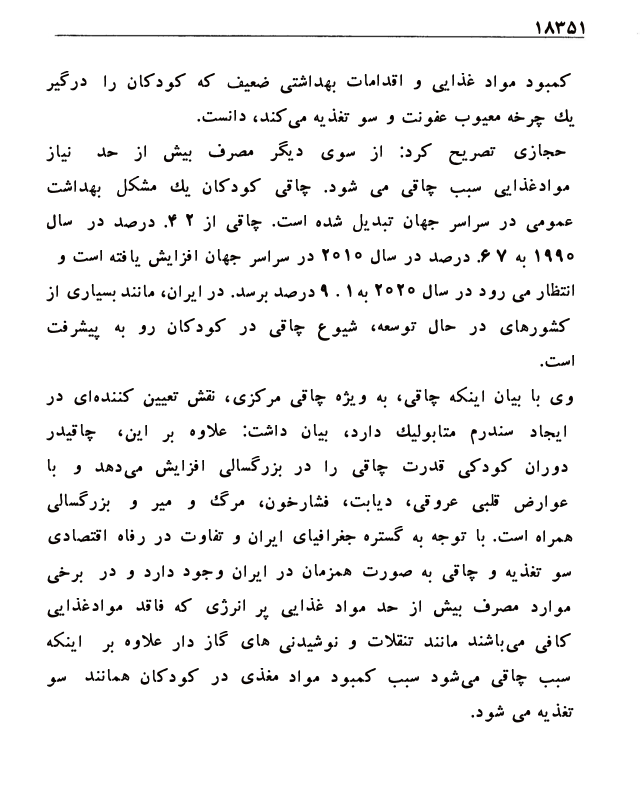 ۱۸۳۵۱
کمبود مواد غذایی و اقدامات بهداشتی ضعیف که کودکان را درگیر
یك چرخه معیوب عفونت و سو تغذیه می‌کند، دانست.
حجازی تصریح کرد: از سوی دیگر مصرف بیش از حد نیاز
موادغذایی سبب چاقی می شود. چاقی کودکان یك مشکل بهداشت
عمومی در سراسر جهان تبدیل شده است. چاقی از ۲ ۴. درصد در سال
۱۹۹۰ به ۷ ۶. درصد در سال ۲۰۱۰ در سراسر جهان افزایش یافته است و
انتظار می رود در سال ۲۰۲۰ به ۱ . ۹ درصد برسد. در ایران، مانند بسیاری از
کشورهای در حال توسعه، شیوع چاقی در کودکان رو به پیشرفت
است.
وی با بیان اینکه چاقی، به ویژه چاقی مرکزی، نقش تعیین کننده‌ای در
ایجاد سندرم متابولیك دارد، بیان داشت: علاوه بر این، چاقیدر
دوران کودکی قدرت چاقی را در بزرگسالی افزایش می‌دهد و با
عوارض قلبی عروقی، دیابت، فشارخون، مرگ و میر و بزرگسالی
همراه است. با توجه به گستره جغرافیای ایران و تفاوت در رفاه اقتصادی
سو تغذیه و چاقی به صورت همزمان در ایران وجود دارد و در برخی
موارد مصرف بیش از حد مواد غذایی پر انرژی که فاقد موادغذایی
کافی می‌باشند مانند تنقلات و نوشیدنی های گاز دار علاوه بر اینکه
سبب چاقی می‌شود سبب کمبود مواد مغذی در کودکان همانند سو
تغذیه می شود.